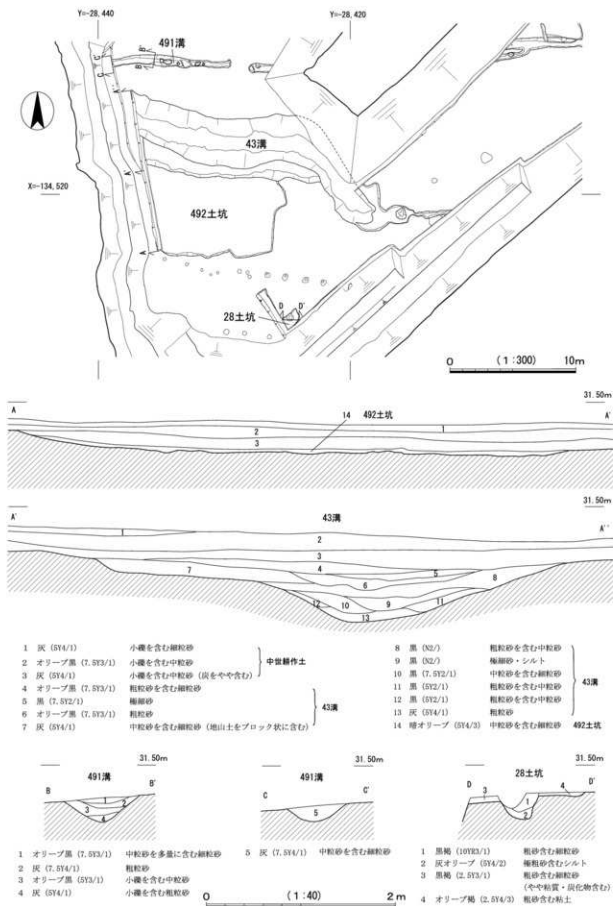 Y=-28,440
Y=-28,420
491溝
B'
B
C'
C
A''
43溝
X=-134,520
A'
492土坑
A
D D'
28土坑
0 (1:300) 10m
31.50m
A 14 492土坑 A'
1
2
3
31.50m
A' 43溝 A''
1
2
3
4 5
7 6 8
12 10 9 11
13
1 灰 (5Y4/1) 小礫を含む細粒砂
2 オリーブ黒 (7.5Y3/1) 小礫を含む中粒砂
3 灰 (5Y4/1) 小礫を含む中粒砂 (炭をやや含む)
中世耕作土
4 オリーブ黒 (7.5Y3/1) 粗粒砂を含む細粒砂
5 黒 (7.5Y2/1) 極細砂
6 オリーブ黒 (7.5Y3/1) 粗粒砂
7 灰 (5Y4/1) 中粒砂を含む細粒砂 (地山土をブロック状に含む)
43溝
8 黒 (N2/) 粗粒砂を含む中粒砂
9 黒 (N2/) 極細砂・シルト
10 黒 (7.5Y2/1) 中粒砂を含む細粒砂
11 黒 (5Y2/1) 粗粒砂を含む中粒砂
12 黒 (5Y2/1) 粗粒砂を含む中粒砂
13 灰 (5Y4/1) 粗粒砂
43溝
14 暗オリーブ (5Y4/3) 中粒砂を含む細粒砂 492土坑
31.50m
491溝
B B'
1
2
3
4
31.50m
491溝
C C'
5
31.50m
28土坑
D D'
3 4
1
2
1 オリーブ黒 (7.5Y3/1) 中粒砂を多量に含む細粒砂
2 灰 (7.5Y4/1) 粗粒砂
3 オリーブ黒 (5Y3/1) 小礫を含む中粒砂
4 灰 (5Y4/1) 小礫を含む粗粒砂
5 灰 (7.5Y4/1) 中粒砂を含む細粒砂
1 黒褐 (10YR3/1) 粗砂含む細粒砂
2 灰オリーブ (5Y4/2) 極粗砂含むシルト
3 黒褐 (2.5Y3/1) 粗砂含む細粒砂
(やや粘質・炭化物含む)
4 オリーブ褐 (2.5Y4/3) 粗砂含む粘土
0 (1:40) 2m